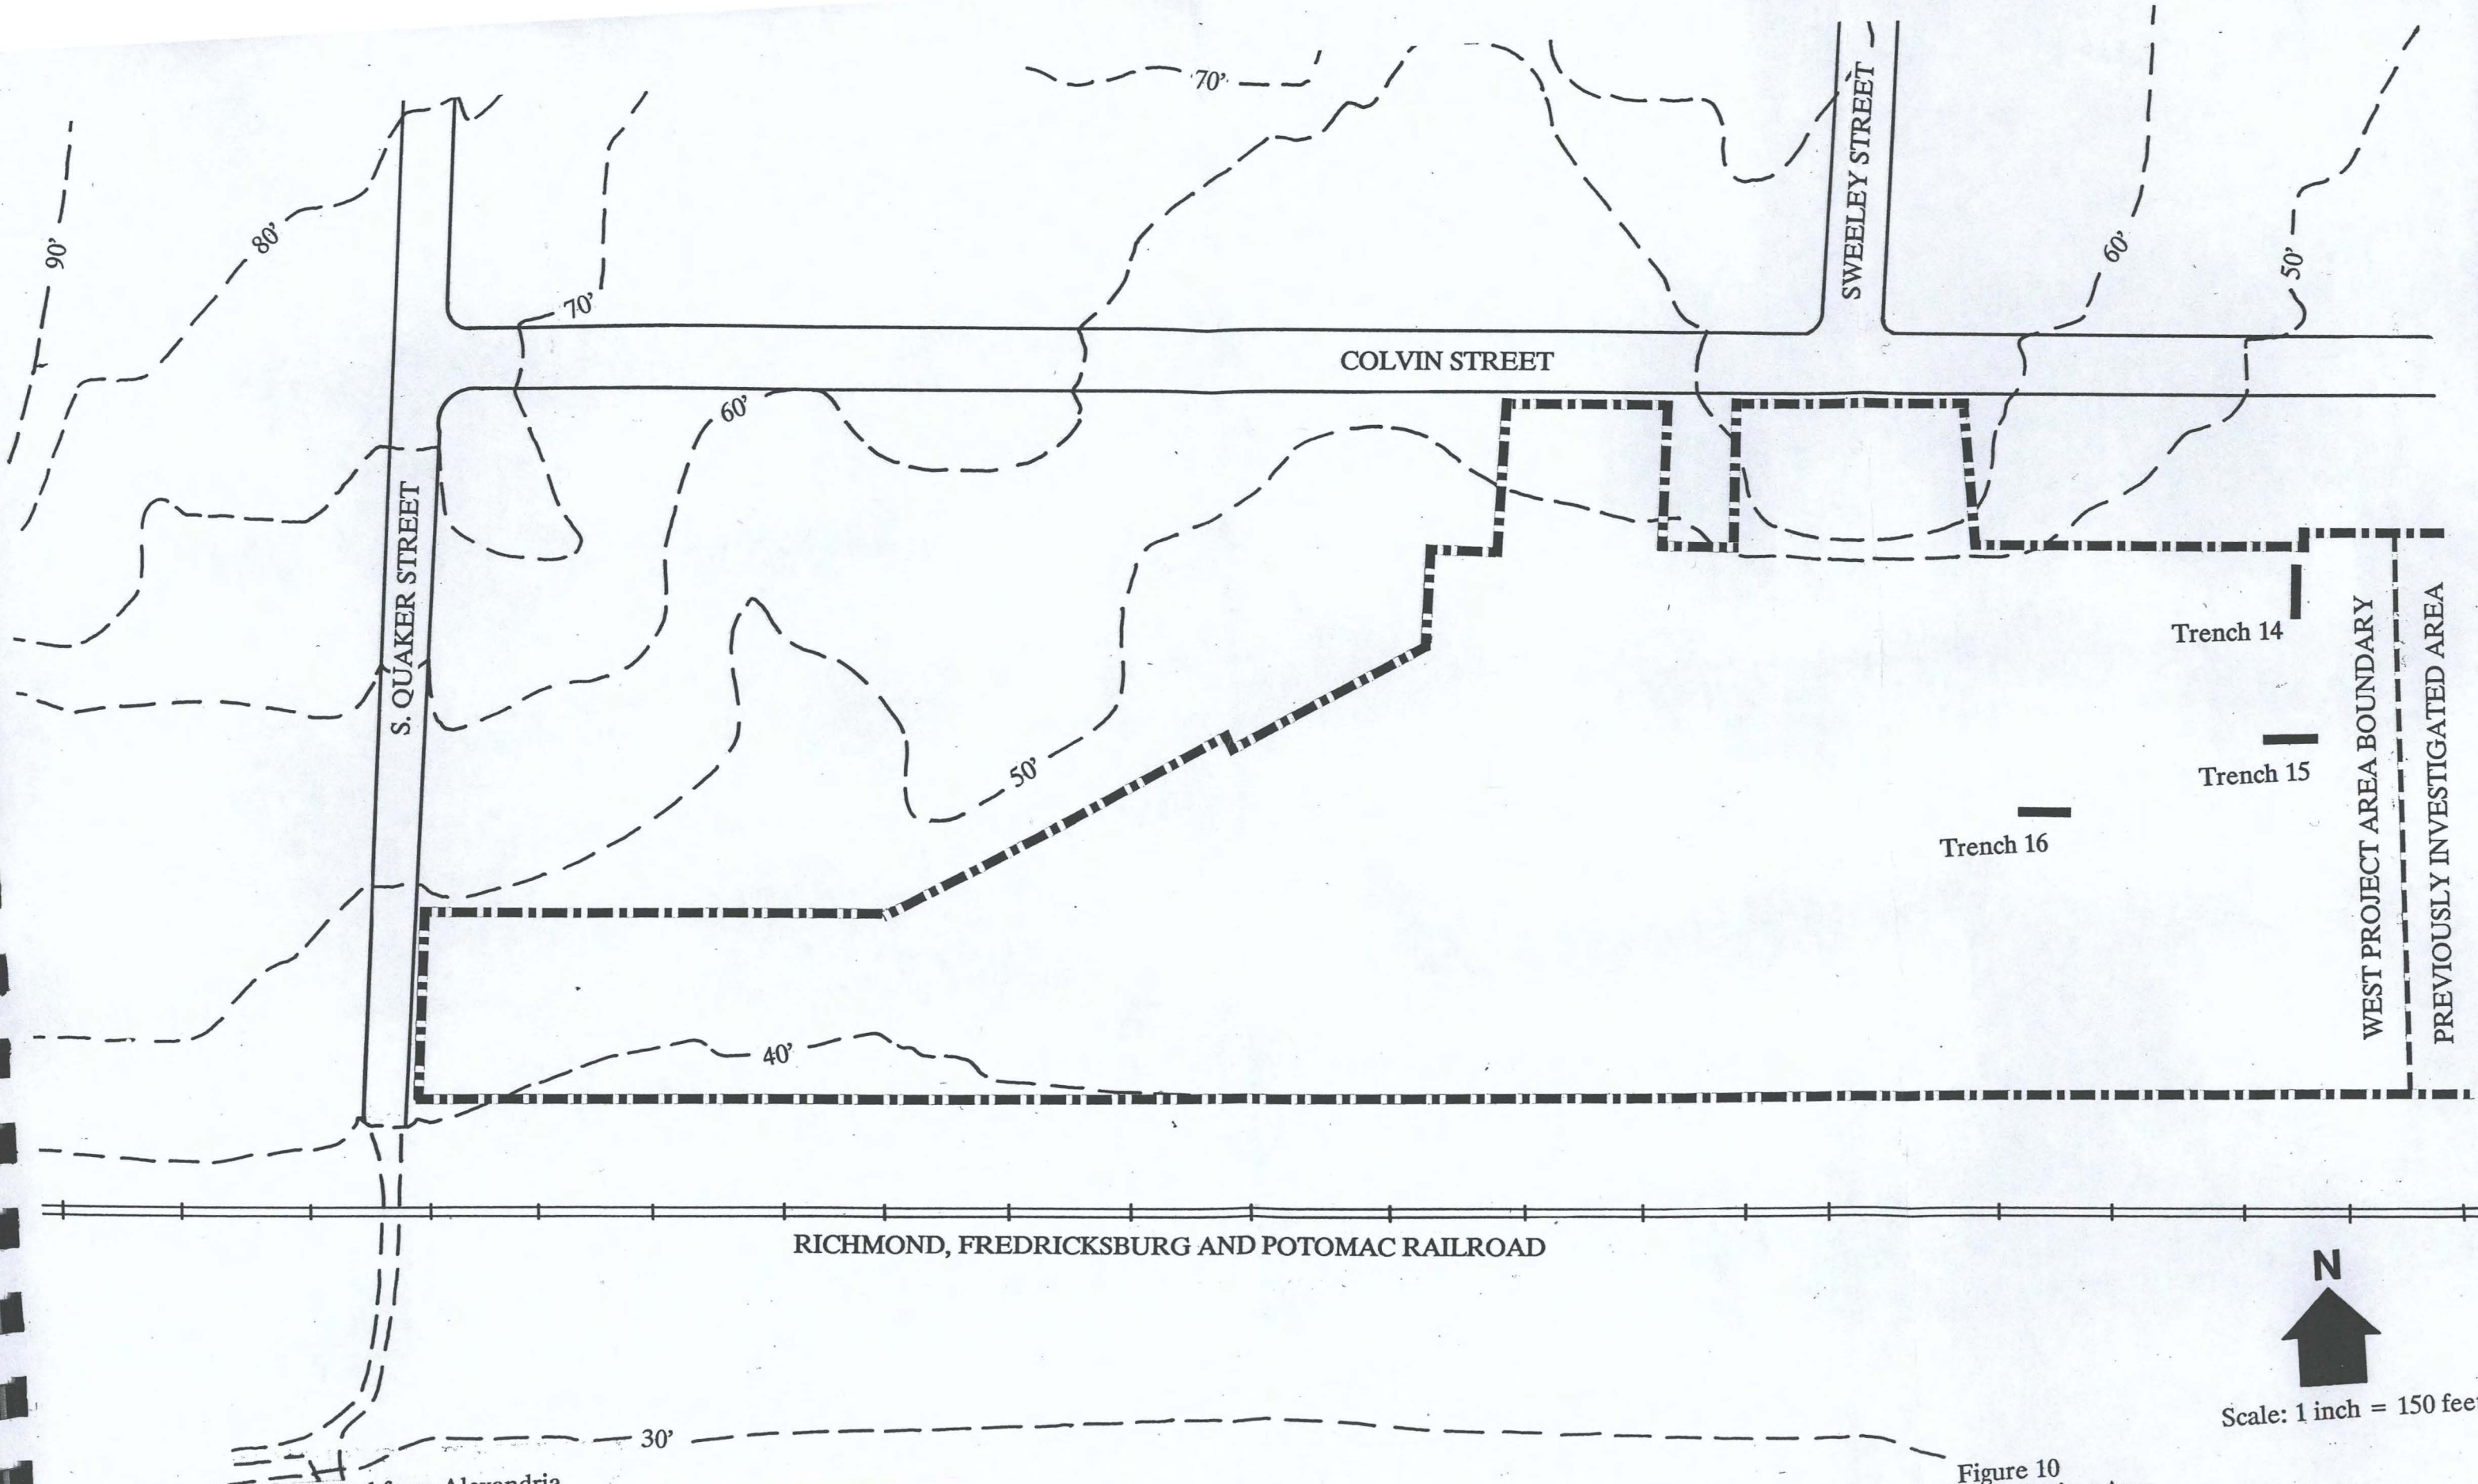 70'
90'
80'
SWEELEY STREET
60'
50'
70'
COLVIN STREET
60'
S. QUAKER STREET
Trench 14
WEST PROJECT AREA BOUNDARY
PREVIOUSLY INVESTIGATED AREA
50'
Trench 15
Trench 16
40'
RICHMOND, FREDRICKSBURG AND POTOMAC RAILROAD
N
Scale: 1 inch = 150 fee
30'
Figure 10
Alexandria